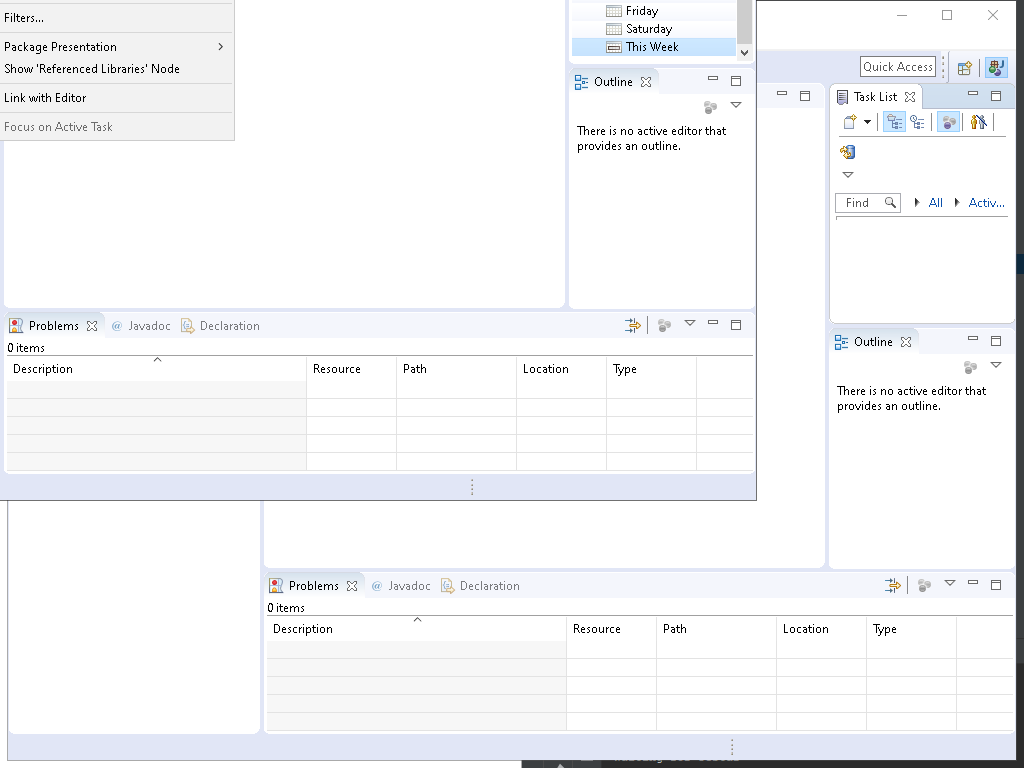 Filters...
Package Presentation
Show 'Referenced Libraries' Node
Link with Editor
Focus on Active Task
Friday
Saturday
This Week
Outline
There is no active editor that
provides an outline.
Quick Access
Task List
Find
All
Activ...
Problems
Javadoc
Declaration
0 items
Description
Resource
Path
Location
Type
Outline
There is no active editor that
provides an outline.
Problems
Javadoc
Declaration
0 items
Description
Resource
Path
Location
Type